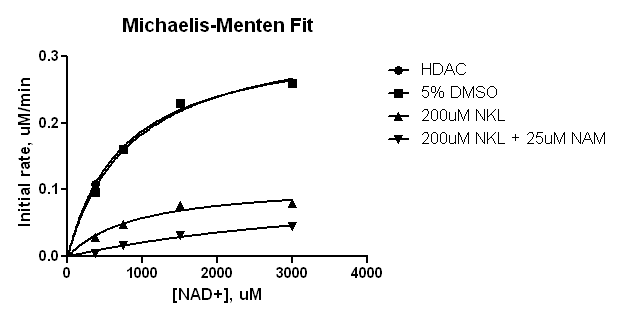 Michaelis-Menten Fit
0.3
0.2
0.1
0.0
Initial rate, uM/min
0
1000
2000
3000
4000
[NAD+], uM
HDAC
5% DMSO
200uM NKL
200uM NKL + 25uM NAM